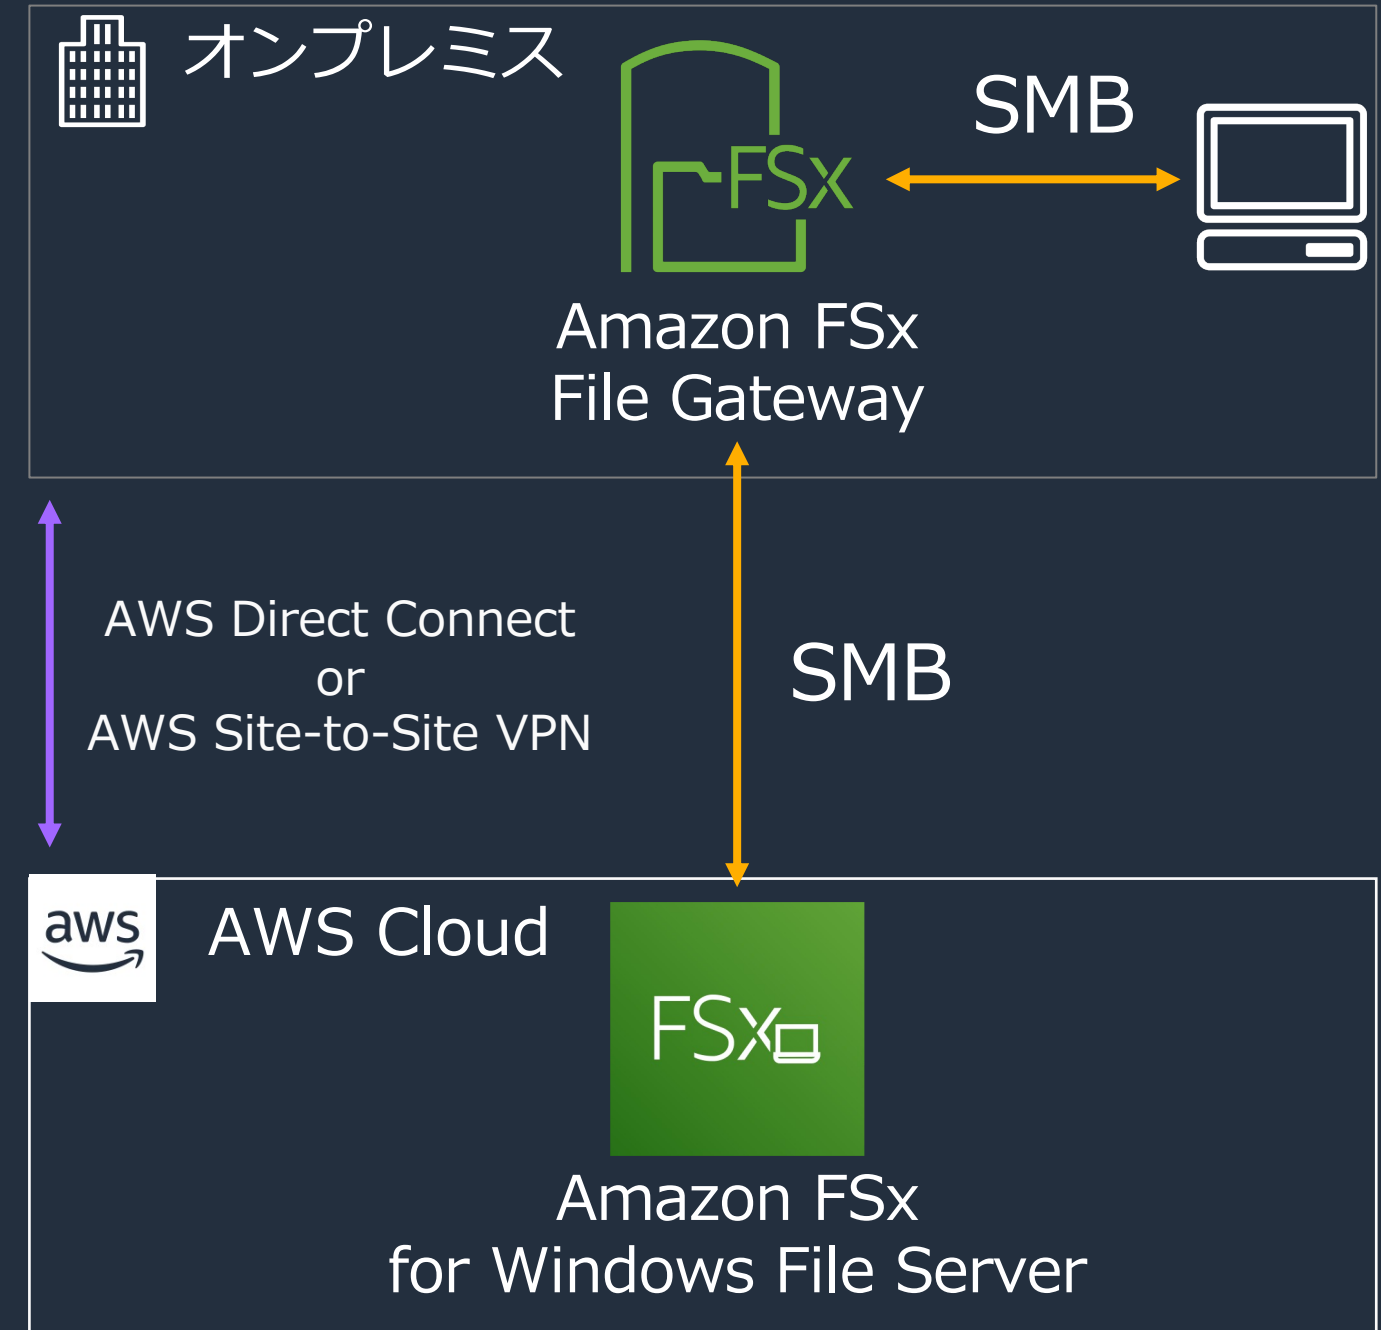 オンプレミス
FSx
SMB
Amazon FSx
File Gateway
AWS Direct Connect
or
AWS Site-to-Site VPN
SMB
aws
AWS Cloud
FSx
Amazon FSx
for Windows File Server